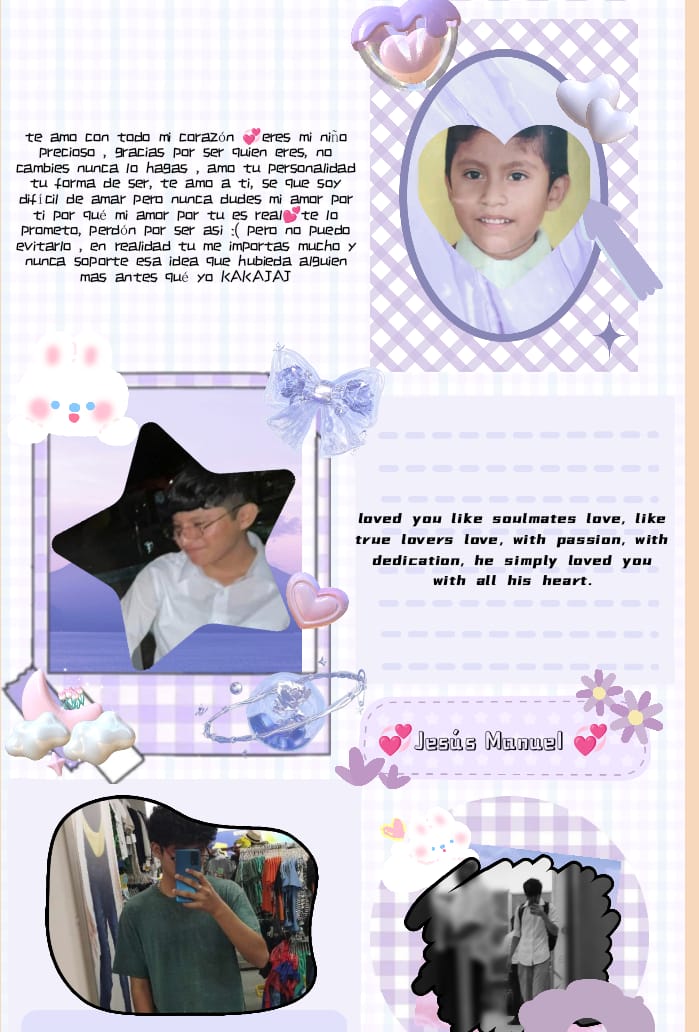 te amo con todo mi corazón 💞eres mi niño
precioso , gracias por ser quien eres, no
cambies nunca lo hagas , amo tu personalidad
tu forma de ser, te amo a ti, se que soy
difícil de amar pero nunca dudes mi amor por
ti por qué mi amor por tu es real💕te lo
prometo, perdón por ser asi :( pero no puedo
evitarlo , en realidad tu me importas mucho y
nunca soporte esa idea que hubieda alguien
mas antes qué yo KAKAJAJ
loved you like soulmates love, like
true lovers love, with passion, with
dedication, he simply loved you
with all his heart.
💞Jesús Manuel 💞